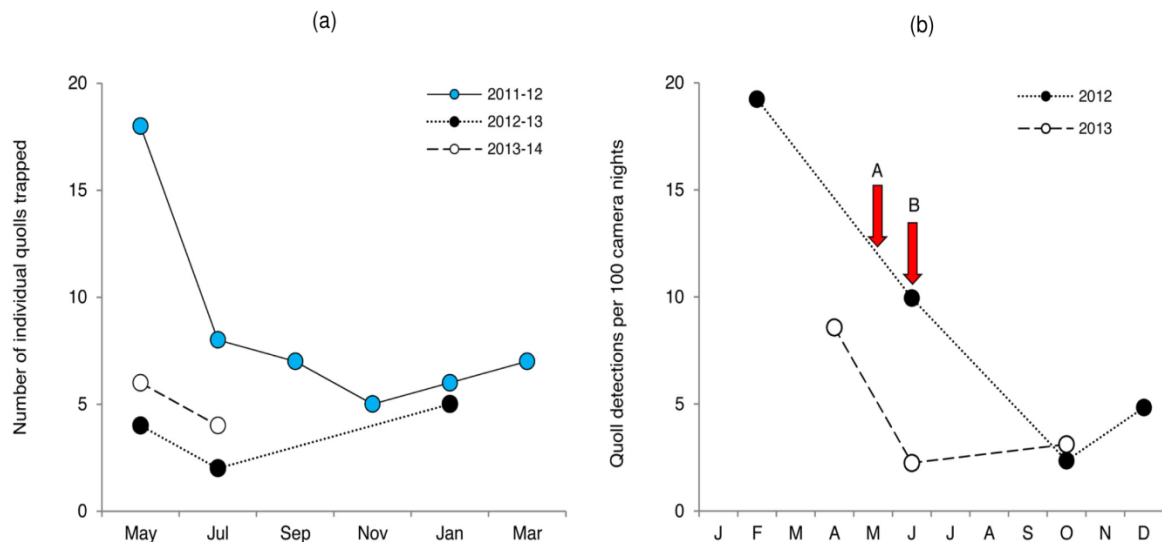 (a)
Number of individual quolls trapped
20
15
10
5
0
May Jul Sep Nov Jan Mar
2011-12
2012-13
2013-14
(b)
Quoll detections per 100 camera nights
20
15
10
5
0
J F M A M J J A S O N D
2012
2013
A
B